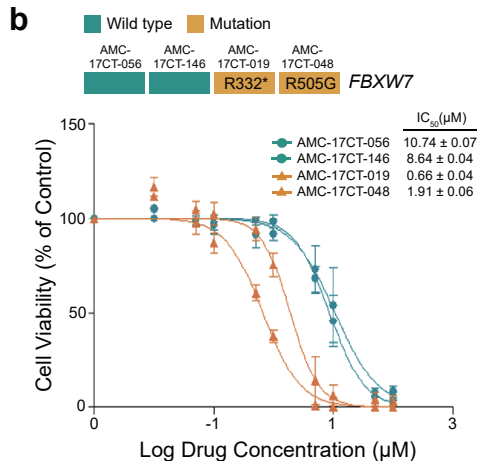 b
Wild type Mutation
AMC-17CT-056 AMC-17CT-146 AMC-17CT-019 AMC-17CT-048
R332* R505G FBXW7
IC50(μM)
AMC-17CT-056 10.74 ± 0.07
AMC-17CT-146 8.64 ± 0.04
AMC-17CT-019 0.66 ± 0.04
AMC-17CT-048 1.91 ± 0.06
Cell Viability (% of Control)
150
100
50
0
0 -1 1 3
Log Drug Concentration (μM)